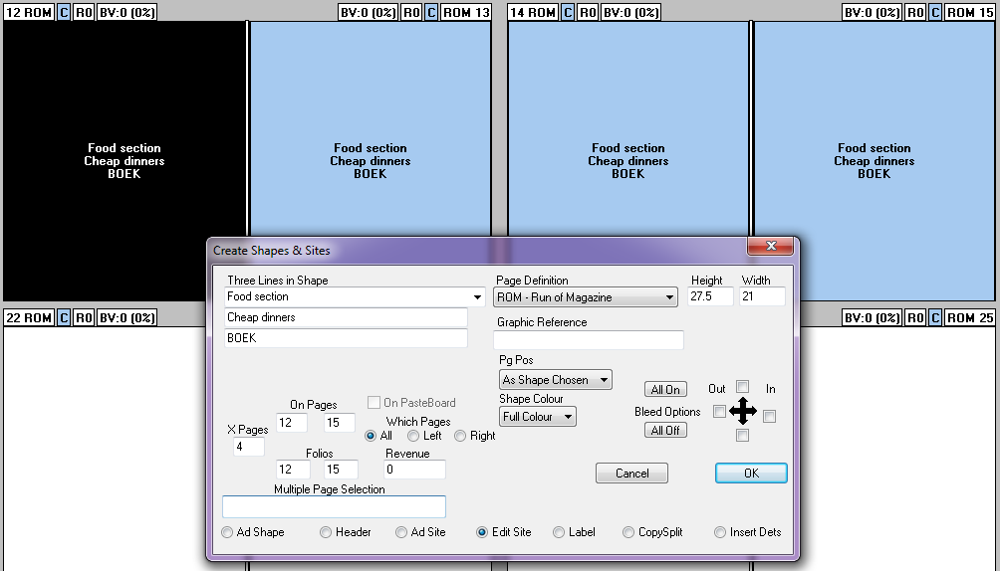 12 ROM C R0 BV:0 (0%) BV:0 (0%) R0 C ROM 13 14 ROM C R0 BV:0 (0%) BV:0 (0%) R0 C ROM 15
Food section
Cheap dinners
BOEK
Food section
Cheap dinners
BOEK
Food section
Cheap dinners
BOEK
Food section
Cheap dinners
BOEK
22 ROM C R0 BV:0 (0%) BV:0 (0%) R0 C ROM 25
Create Shapes & Sites
Three Lines in Shape
Food section
Cheap dinners
BOEK
Page Definition
ROM - Run of Magazine
Height
27.5
Width
21
Graphic Reference
Pg Pos
As Shape Chosen
Shape Colour
Full Colour
All On
Bleed Options
All Off
Out
In
On Pages
12 15
On PasteBoard
Which Pages
All Left Right
X Pages
4
Folios
12 15
Revenue
0
Cancel
OK
Multiple Page Selection
Ad Shape Header Ad Site Edit Site Label CopySplit Insert Dets